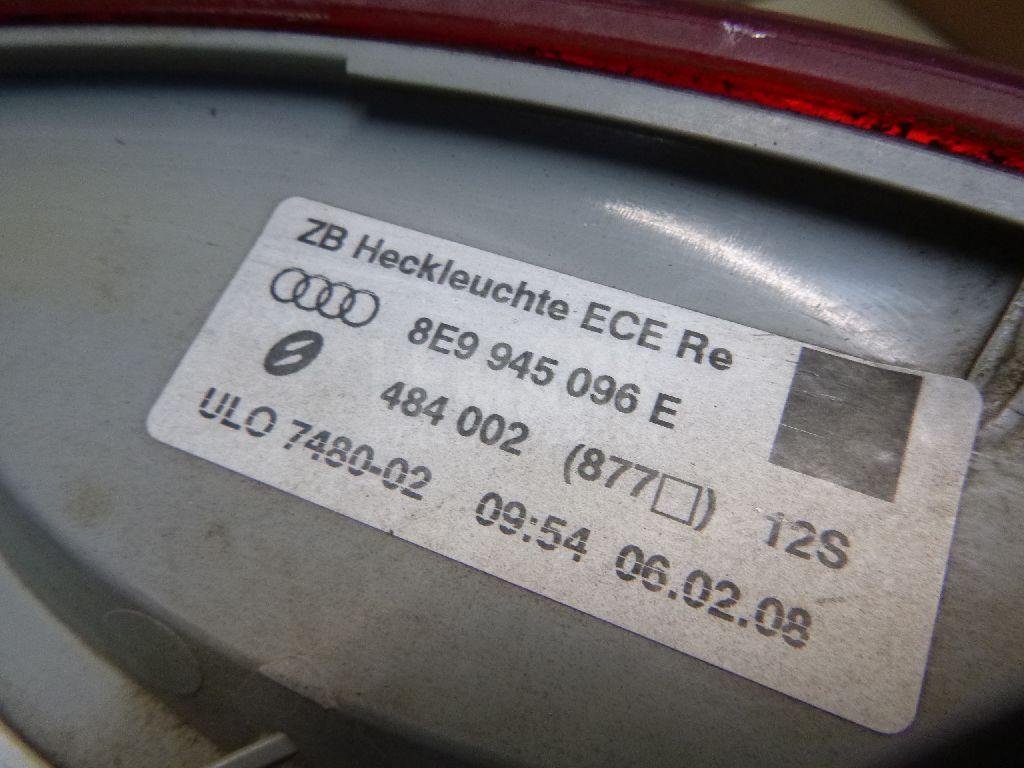 ZB Heckleuchte ECE Re
8E9 945 096 E
484 002 (877□) 12S
ULO 7480-02 09:54 06.02.08